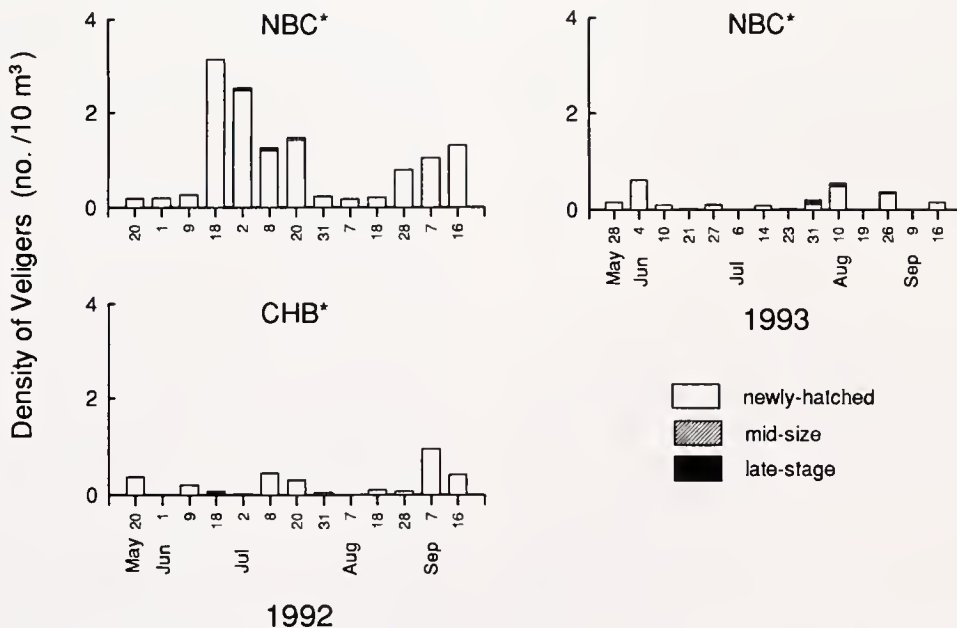 Density of Veligers (no. /10 m³)
NBC*
4
2
0
20 1 9 18 2 8 20 31 7 18 28 7 16
CHB*
4
2
0
20 1 9 18 2 8 20 31 7 18 28 7 16
May Jun Jul Aug Sep
1992
NBC*
4
2
0
28 4 10 21 27 6 14 23 31 10 19 26 9 16
May Jun Jul Aug Sep
1993
newly-hatched
mid-size
late-stage